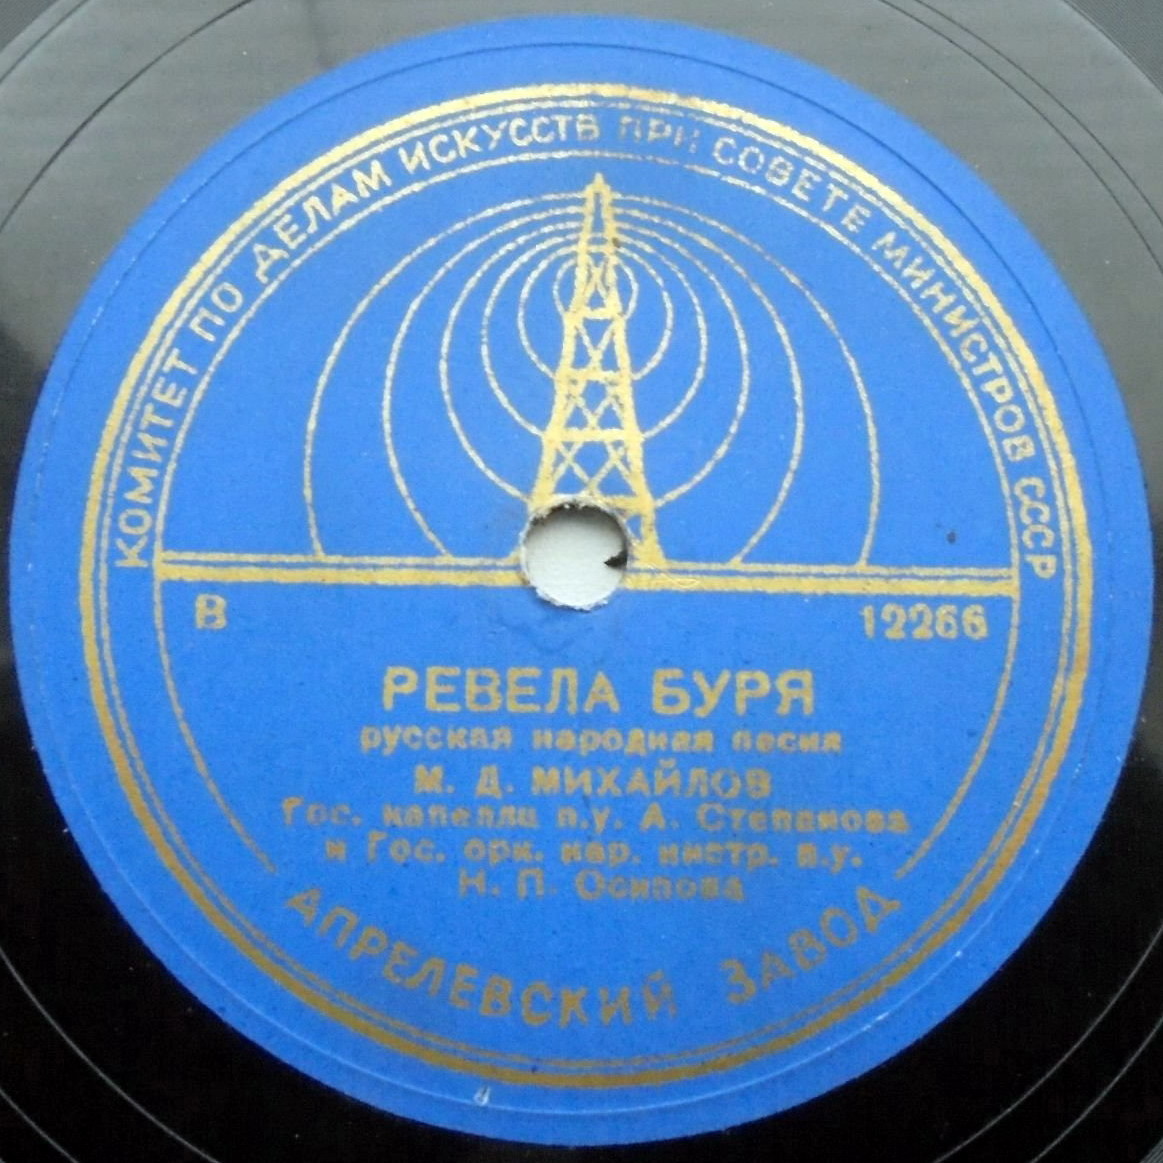 КОМИТЕТ ПО ДЕЛАМ ИСКУССТВ ПРИ СОВЕТЕ МИНИСТРОВ СССР
В 12266
РЕВЕЛА БУРЯ
русская народная песня
М. Д. МИХАЙЛОВ
Гос. капелла п.у. А. Степанова
и Гос. орк. нар. инстр. п.у.
Н. П. Осипова
АПРЕЛЕВСКИЙ ЗАВОД